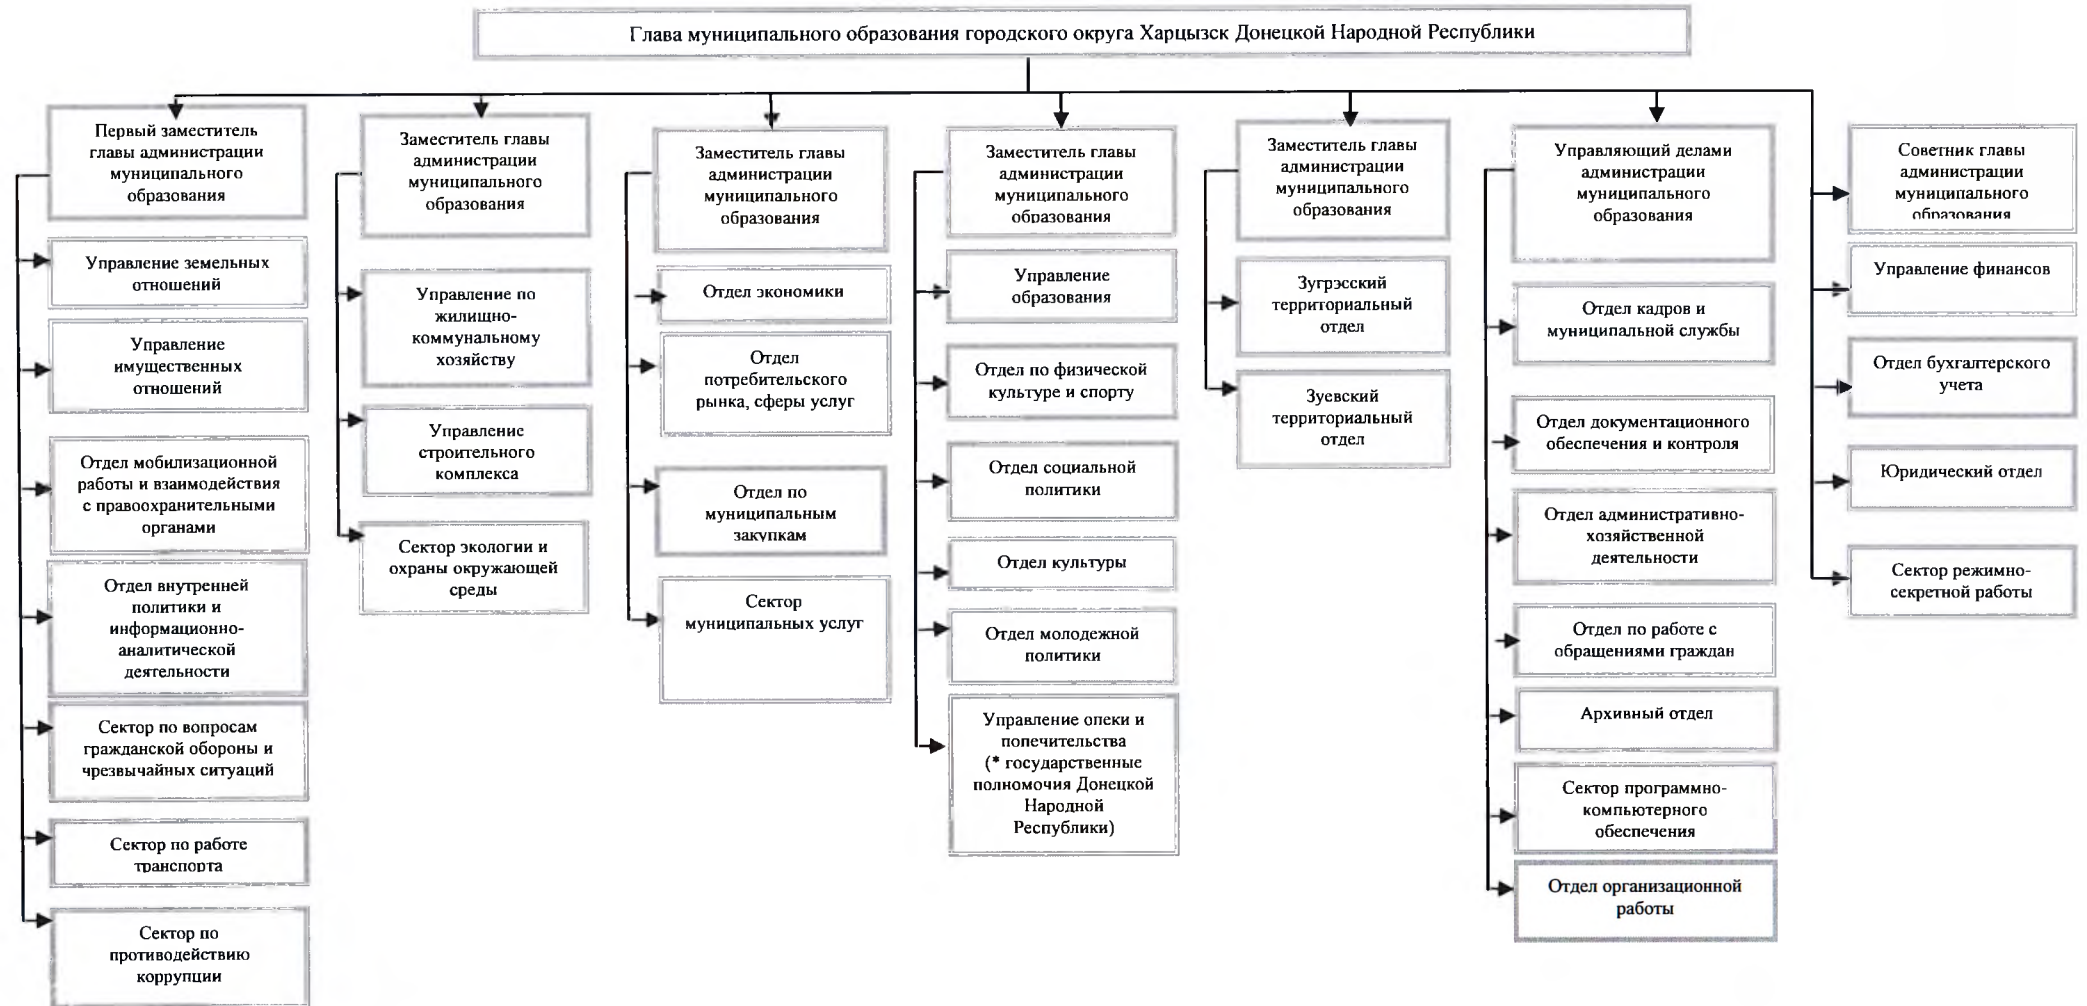 Глава муниципального образования городского округа Харцызск Донецкой Народной Республики
Первый заместитель
главы администрации
муниципального
образования
Управление земельных
отношений
Управление
имущественных
отношений
Отдел мобилизационной
работы и взаимодействия
с правоохранительными
органами
Отдел внутренней
политики и
информационно-
аналитической
деятельности
Сектор по вопросам
гражданской обороны и
чрезвычайных ситуаций
Сектор по работе
транспорта
Сектор по
противодействию
коррупции
Заместитель главы
администрации
муниципального
образования
Управление по
жилищно-
коммунальному
хозяйству
Управление
строительного
комплекса
Сектор экологии и
охраны окружающей
среды
Заместитель главы
администрации
муниципального
образования
Отдел экономики
Отдел
потребительского
рынка, сферы услуг
Отдел по
муниципальным
закупкам
Сектор
муниципальных услуг
Заместитель главы
администрации
муниципального
образования
Управление
образования
Отдел по физической
культуре и спорту
Отдел социальной
политики
Отдел культуры
Отдел молодежной
политики
Управление опеки и
попечительства
(* государственные
полномочия Донецкой
Народной
Республики)
Заместитель главы
администрации
муниципального
образования
Зугрэсский
территориальный
отдел
Зуевский
территориальный
отдел
Управляющий делами
администрации
муниципального
образования
Отдел кадров и
муниципальной службы
Отдел документационного
обеспечения и контроля
Отдел административно-
хозяйственной
деятельности
Отдел по работе с
обращениями граждан
Архивный отдел
Сектор программно-
компьютерного
обеспечения
Отдел организационной
работы
Советник главы
администрации
муниципального
образования
Управление финансов
Отдел бухгалтерского
учета
Юридический отдел
Сектор режимно-
секретной работы